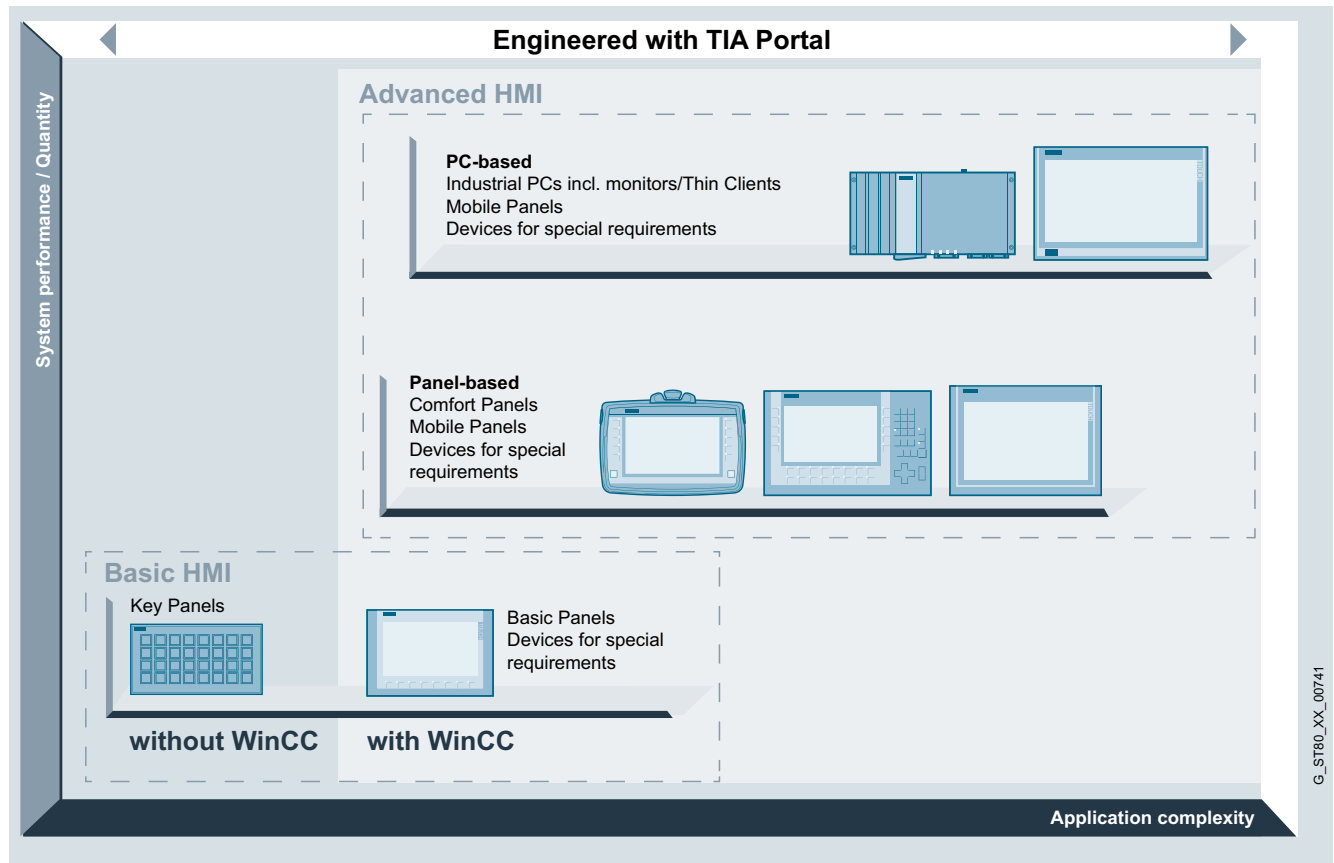 Engineered with TIA Portal
System performance / Quantity
Advanced HMI
PC-based
Industrial PCs incl. monitors/Thin Clients
Mobile Panels
Devices for special requirements
Panel-based
Comfort Panels
Mobile Panels
Devices for special
requirements
Basic HMI
Key Panels
Basic Panels
Devices for special
requirements
without WinCC
with WinCC
Application complexity
G_ST80_XX_00741